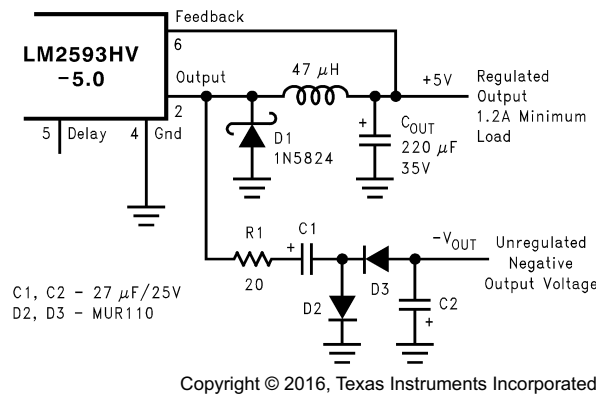 Feedback
6
LM2593HV
-5.0
Output
2
5
Delay
4
Gnd
47 μH
+5V
Regulated
Output
1.2A Minimum
Load
D1
1N5824
+
COUT
220 μF
35V
R1
20
+
C1
D2
D3
-VOUT
Unregulated
Negative
Output Voltage
C2
+
C1, C2 - 27 μF/25V
D2, D3 - MUR110
Copyright © 2016, Texas Instruments Incorporated